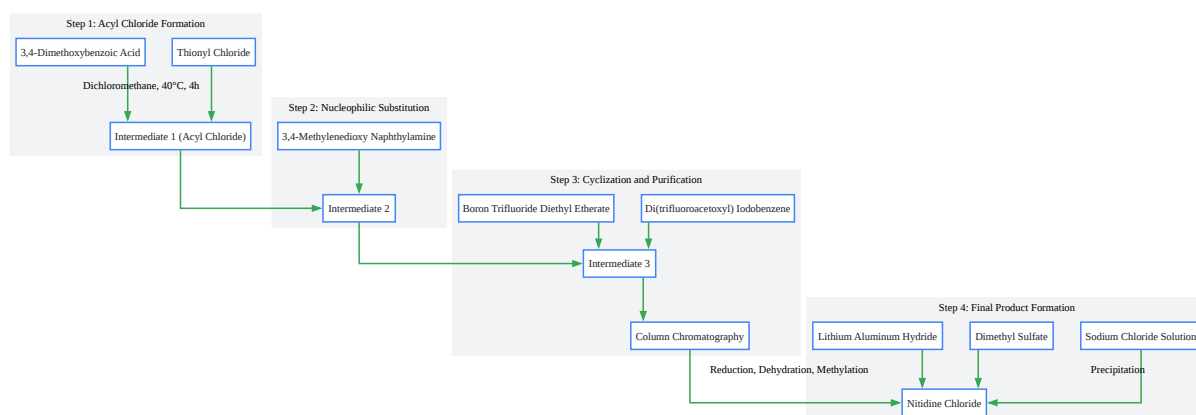 Step 1: Acyl Chloride Formation
3,4-Dimethoxybenzoic Acid
Thionyl Chloride
Dichloromethane, 40°C, 4h
Intermediate 1 (Acyl Chloride)
Step 2: Nucleophilic Substitution
3,4-Methylenedioxy Naphthylamine
Intermediate 2
Step 3: Cyclization and Purification
Boron Trifluoride Diethyl Etherate
Di(trifluoroacetoxyl) Iodobenzene
Intermediate 3
Column Chromatography
Step 4: Final Product Formation
Lithium Aluminum Hydride
Dimethyl Sulfate
Sodium Chloride Solution
Reduction, Dehydration, Methylation
Precipitation
Nitidine Chloride